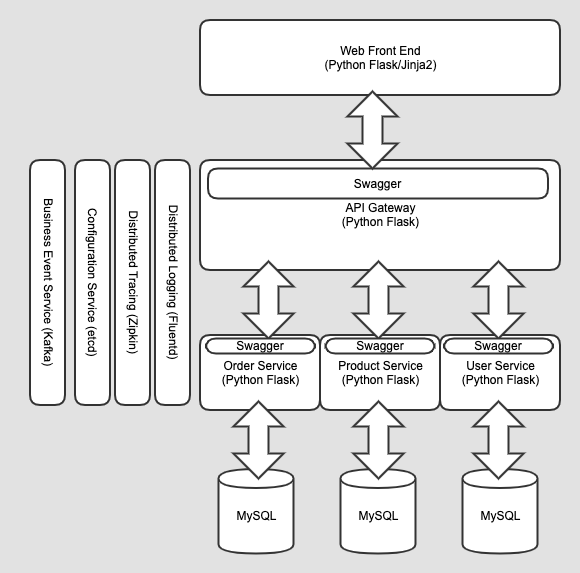 Web Front End
(Python Flask/Jinja2)
Swagger
API Gateway
(Python Flask)
Business Event Service (Kafka)
Configuration Service (etcd)
Distributed Tracing (Zipkin)
Distributed Logging (Fluentd)
Swagger
Order Service
(Python Flask)
Swagger
Product Service
(Python Flask)
Swagger
User Service
(Python Flask)
MySQL
MySQL
MySQL